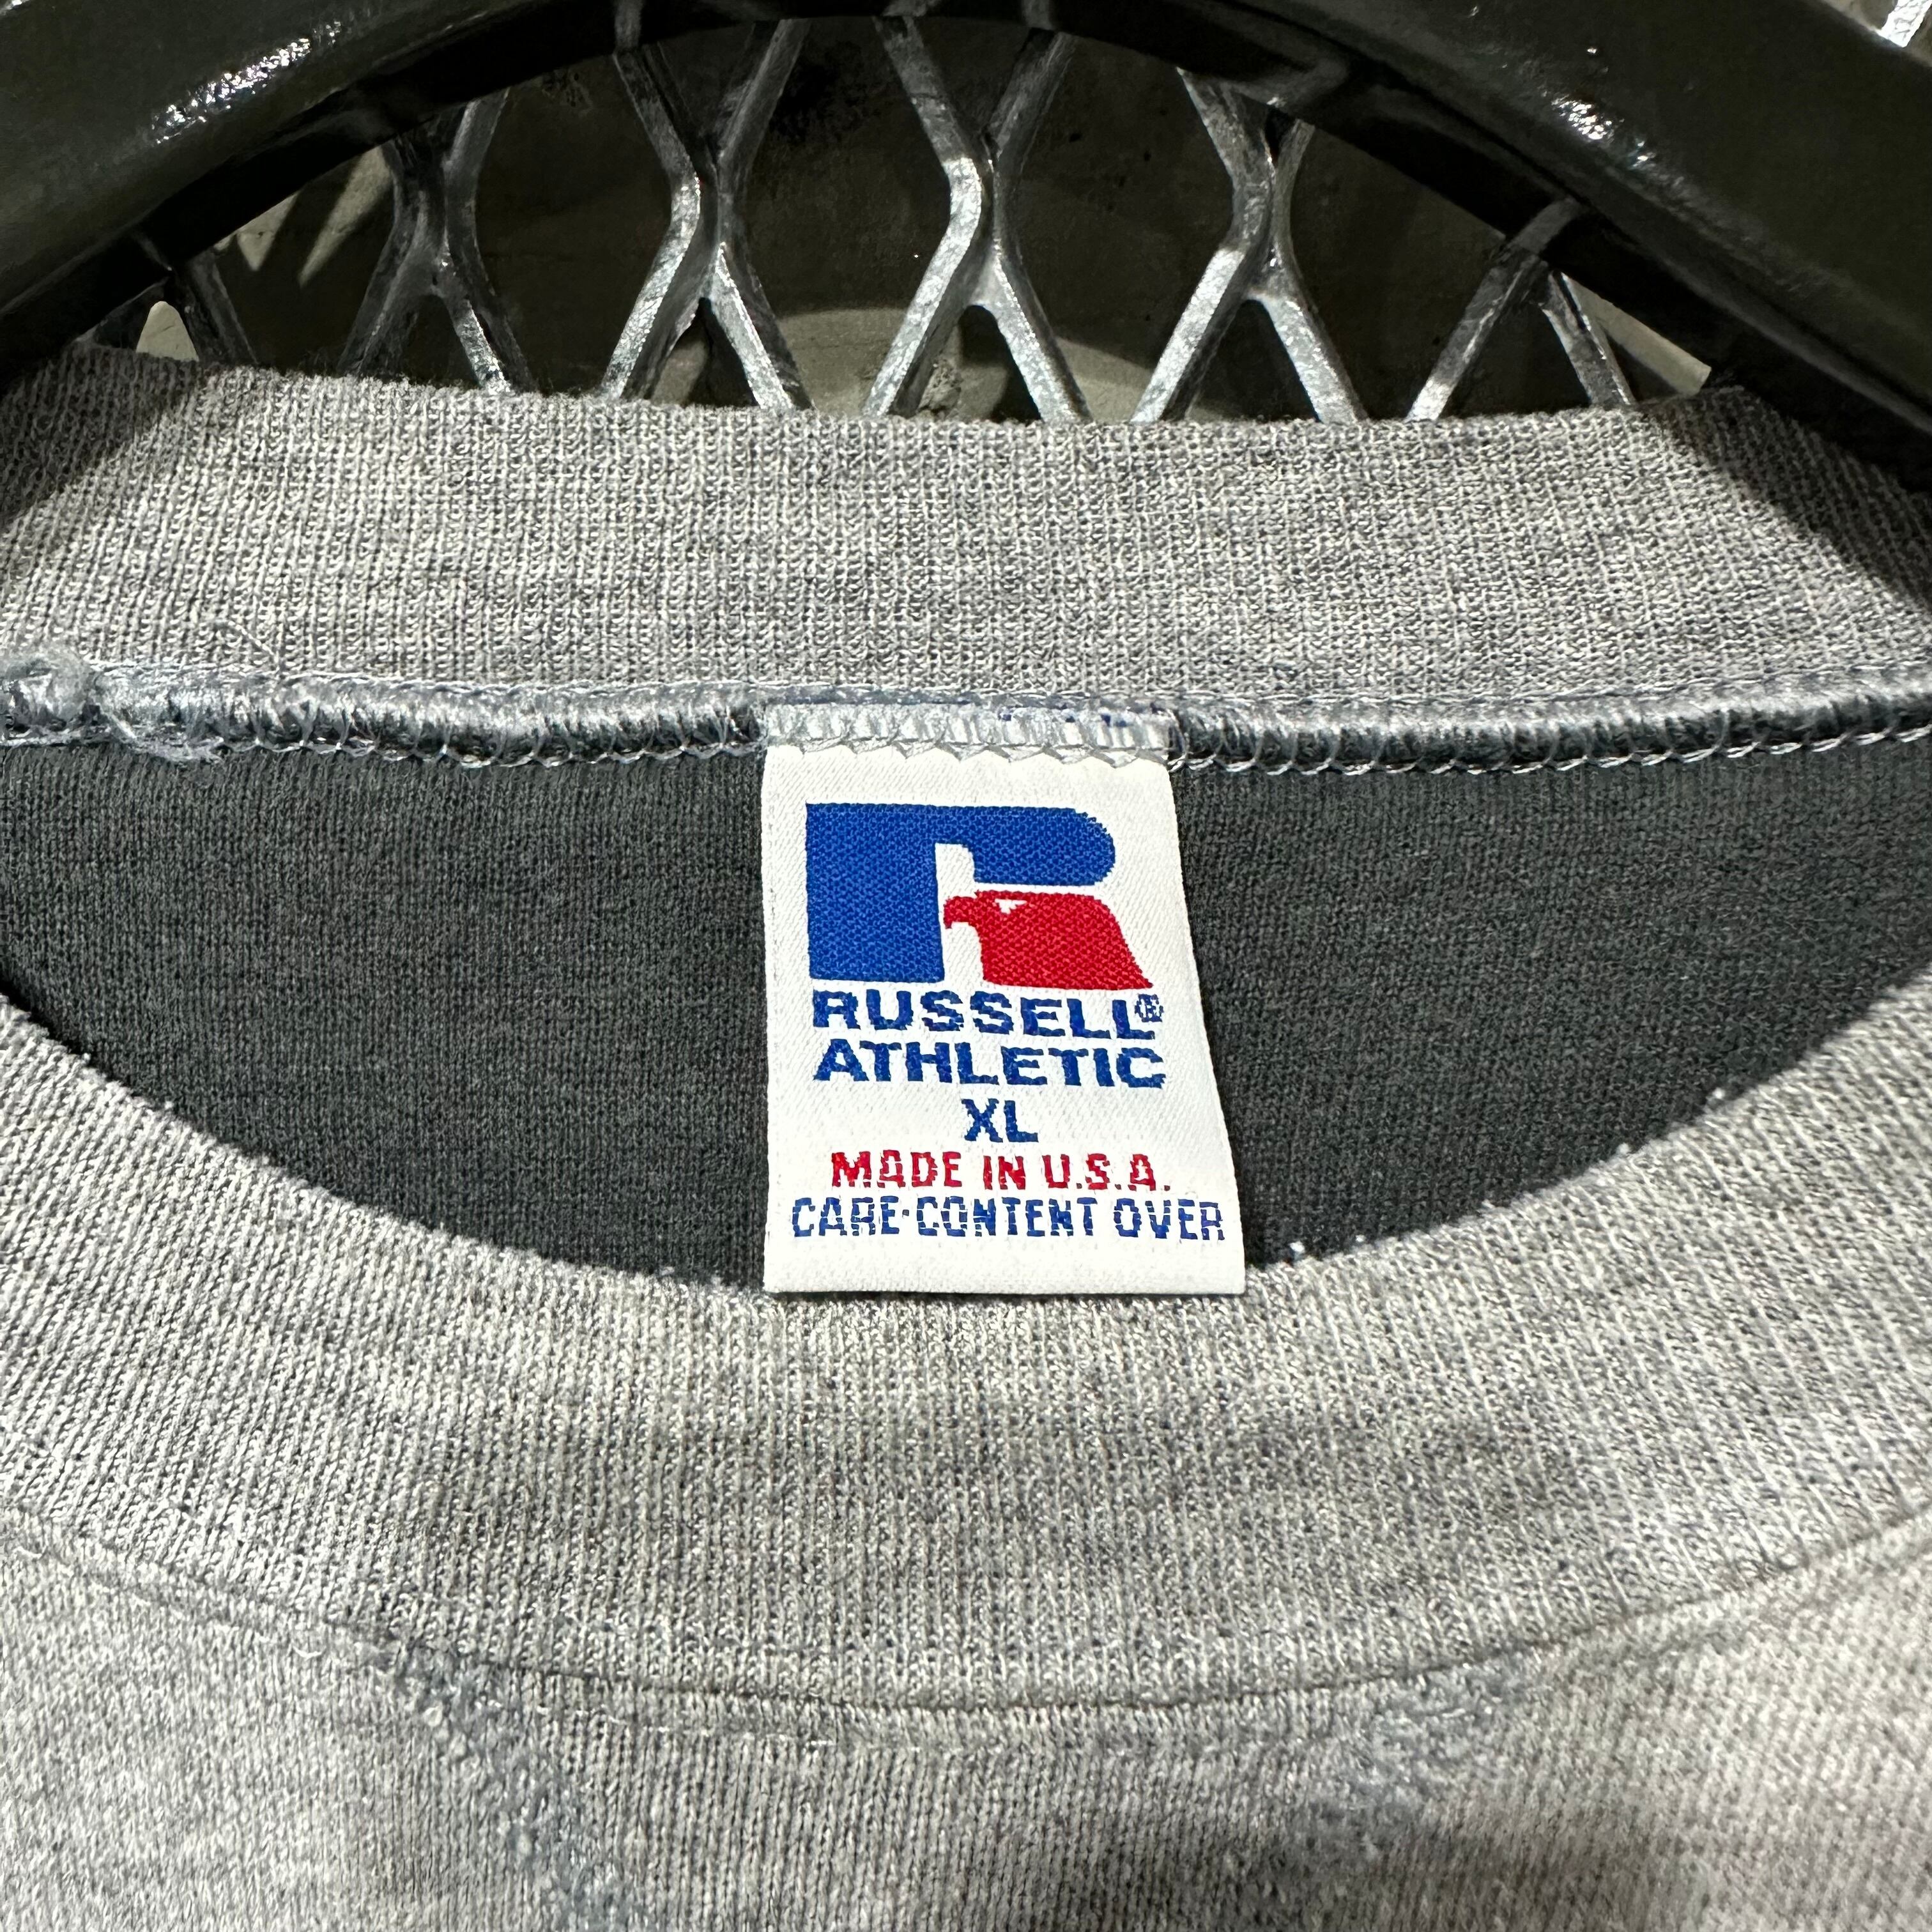 RUSSELL®
ATHLETIC
XL
MADE IN U.S.A.
CARE·CONTENT OVER